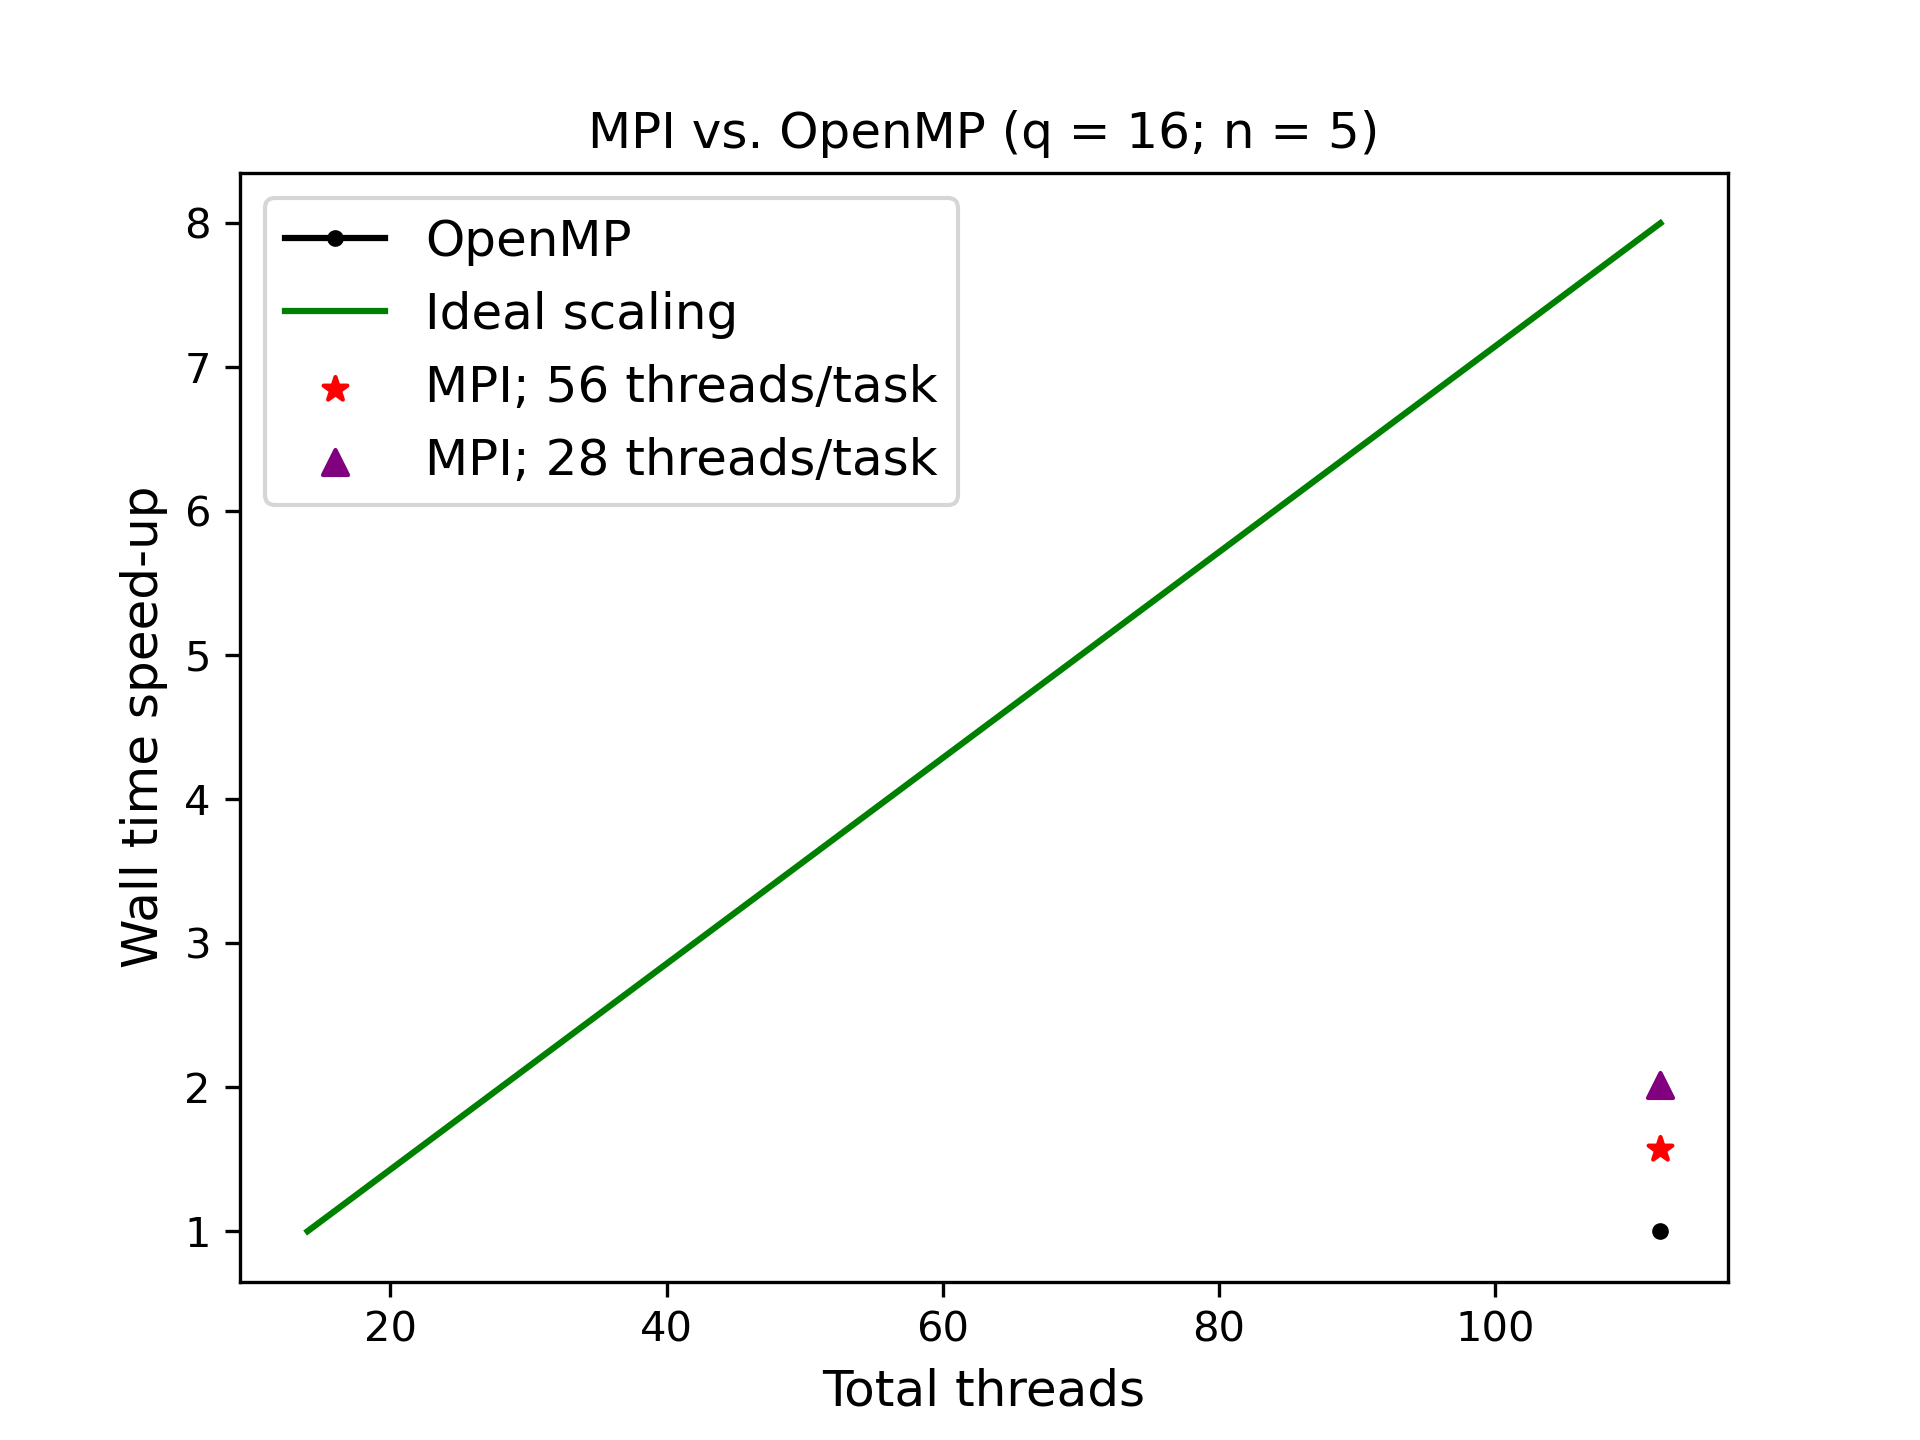 MPI vs. OpenMP (q = 16; n = 5)
OpenMP
Ideal scaling
MPI; 56 threads/task
MPI; 28 threads/task
Wall time speed-up
8
7
6
5
4
3
2
1
20 40 60 80 100
Total threads